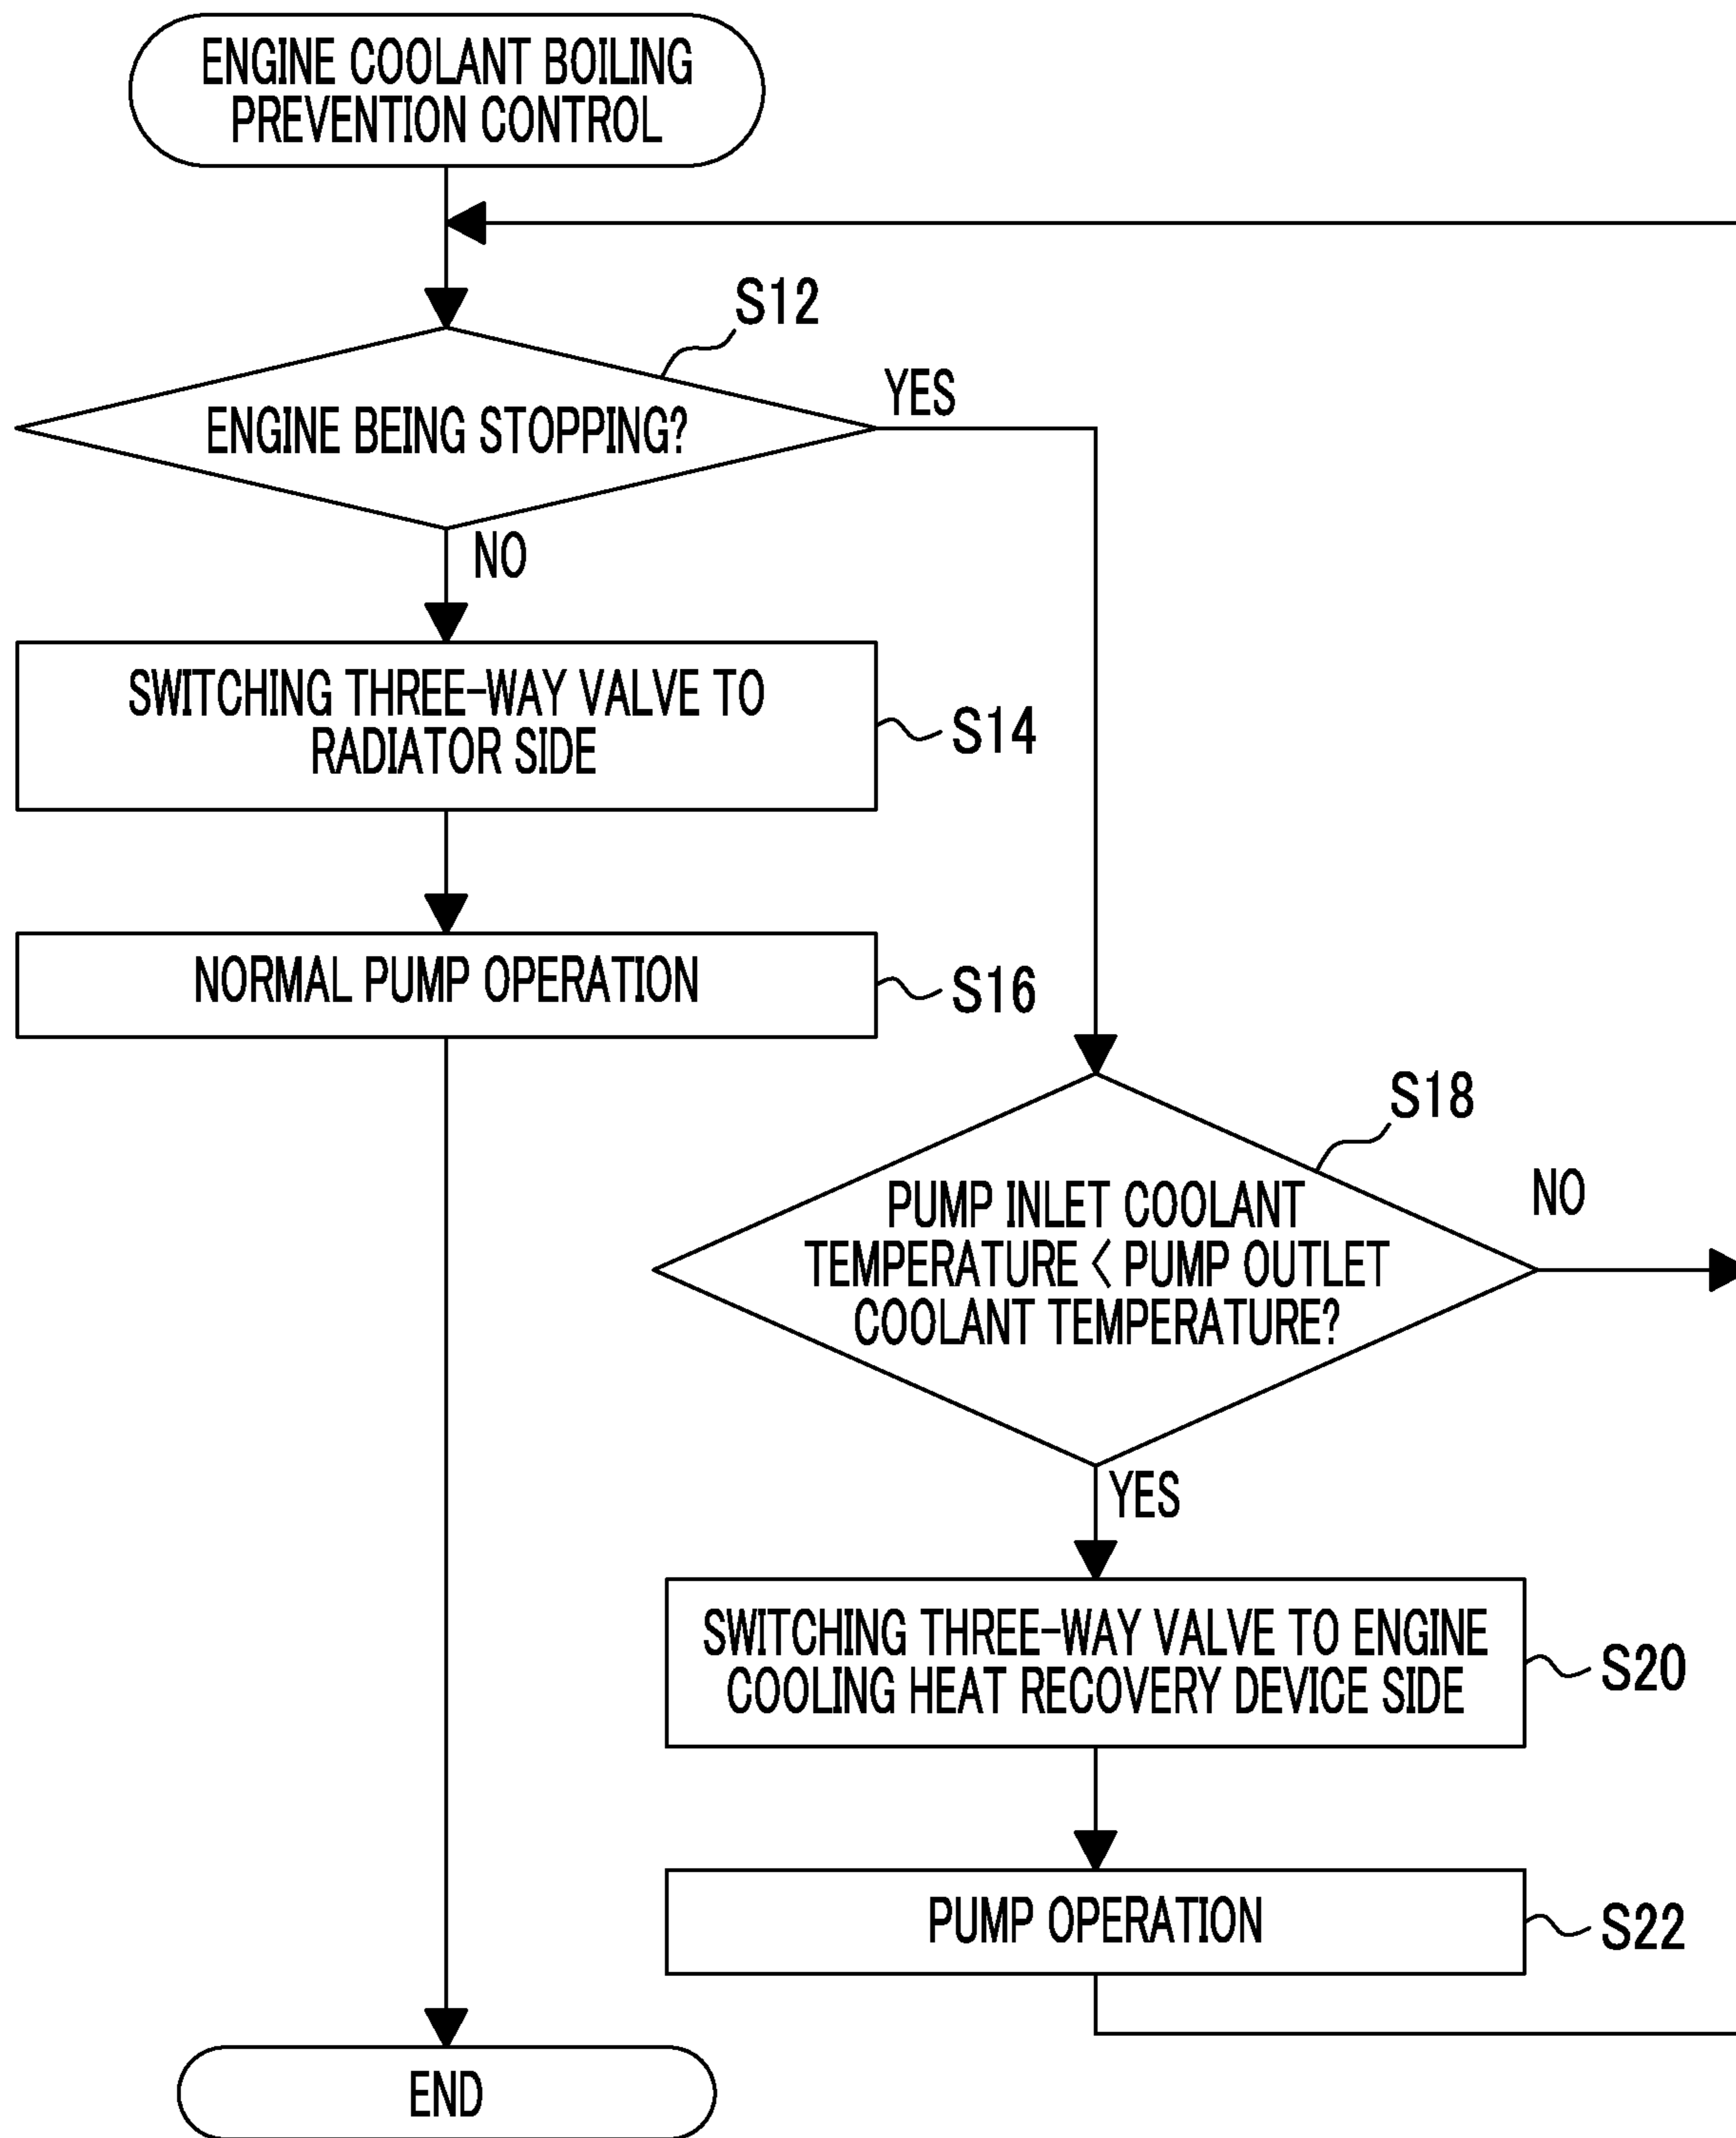 ENGINE COOLANT BOILING
PREVENTION CONTROL
S12
YES
ENGINE BEING STOPPING?
NO
SWITCHING THREE-WAY VALVE TO
RADIATOR SIDE
S14
NORMAL PUMP OPERATION
S16
S18
NO
PUMP INLET COOLANT
TEMPERATURE < PUMP OUTLET
COOLANT TEMPERATURE?
YES
SWITCHING THREE-WAY VALVE TO ENGINE
COOLING HEAT RECOVERY DEVICE SIDE
S20
PUMP OPERATION
S22
END